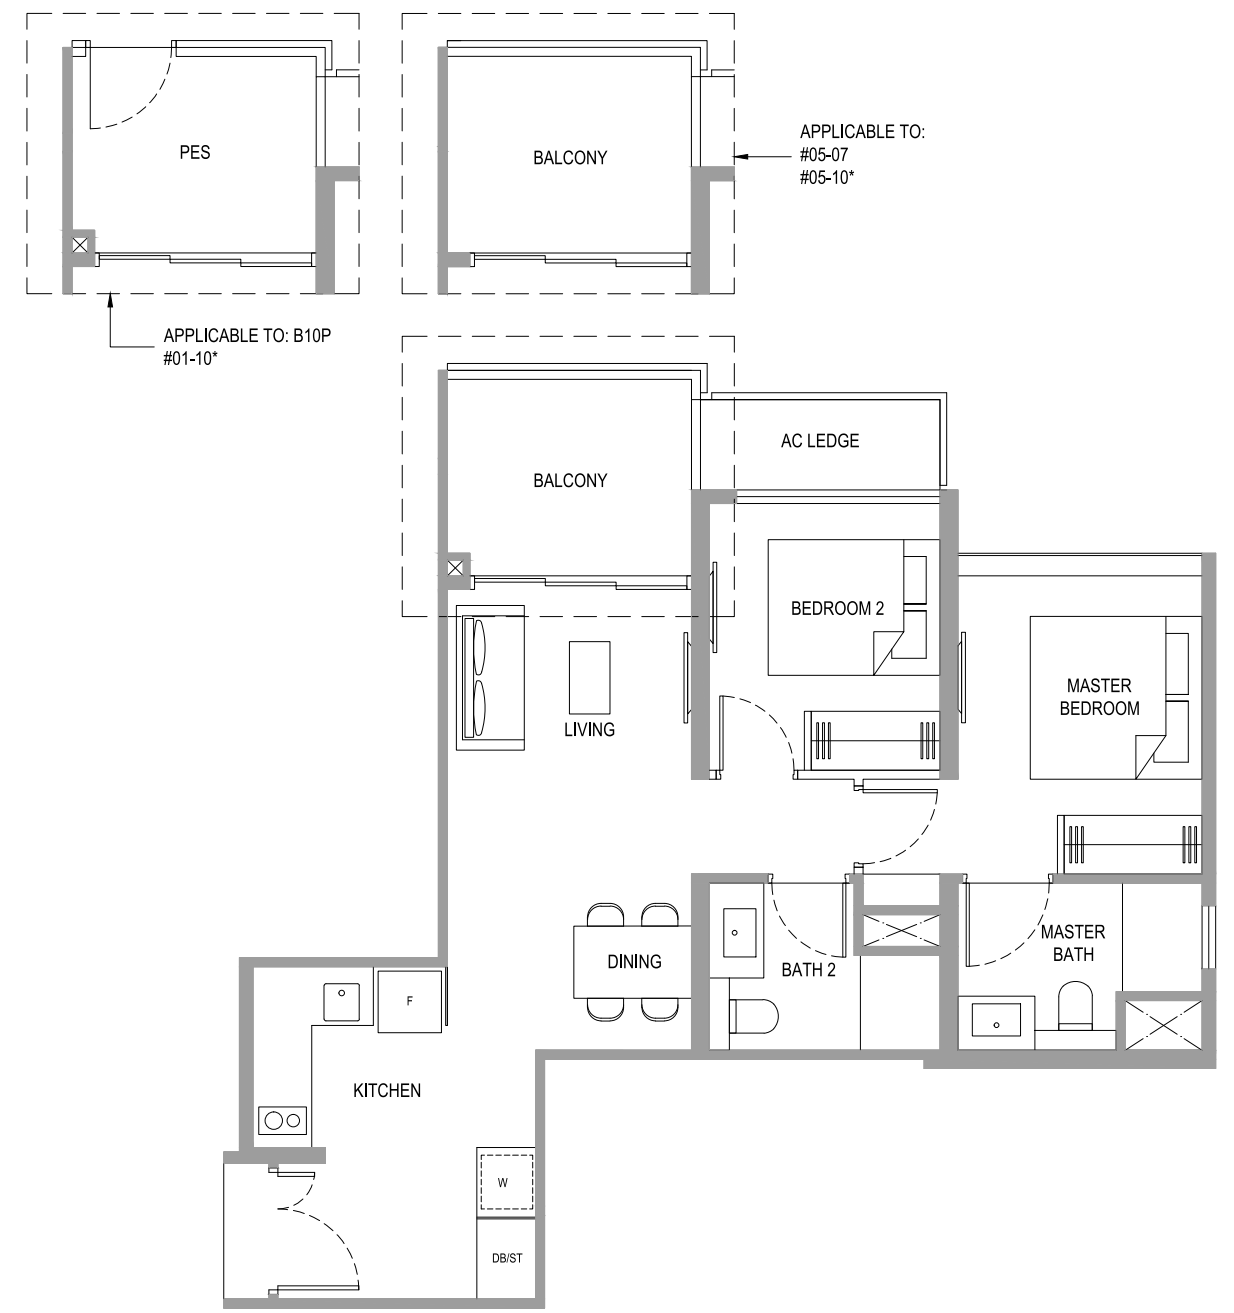 PES
BALCONY
APPLICABLE TO:
#05-07
#05-10*
APPLICABLE TO: B10P
#01-10*
AC LEDGE
BALCONY
BEDROOM 2
MASTER
BEDROOM
LIVING
MASTER
BATH
DINING
BATH 2
F
KITCHEN
W
DB/ST